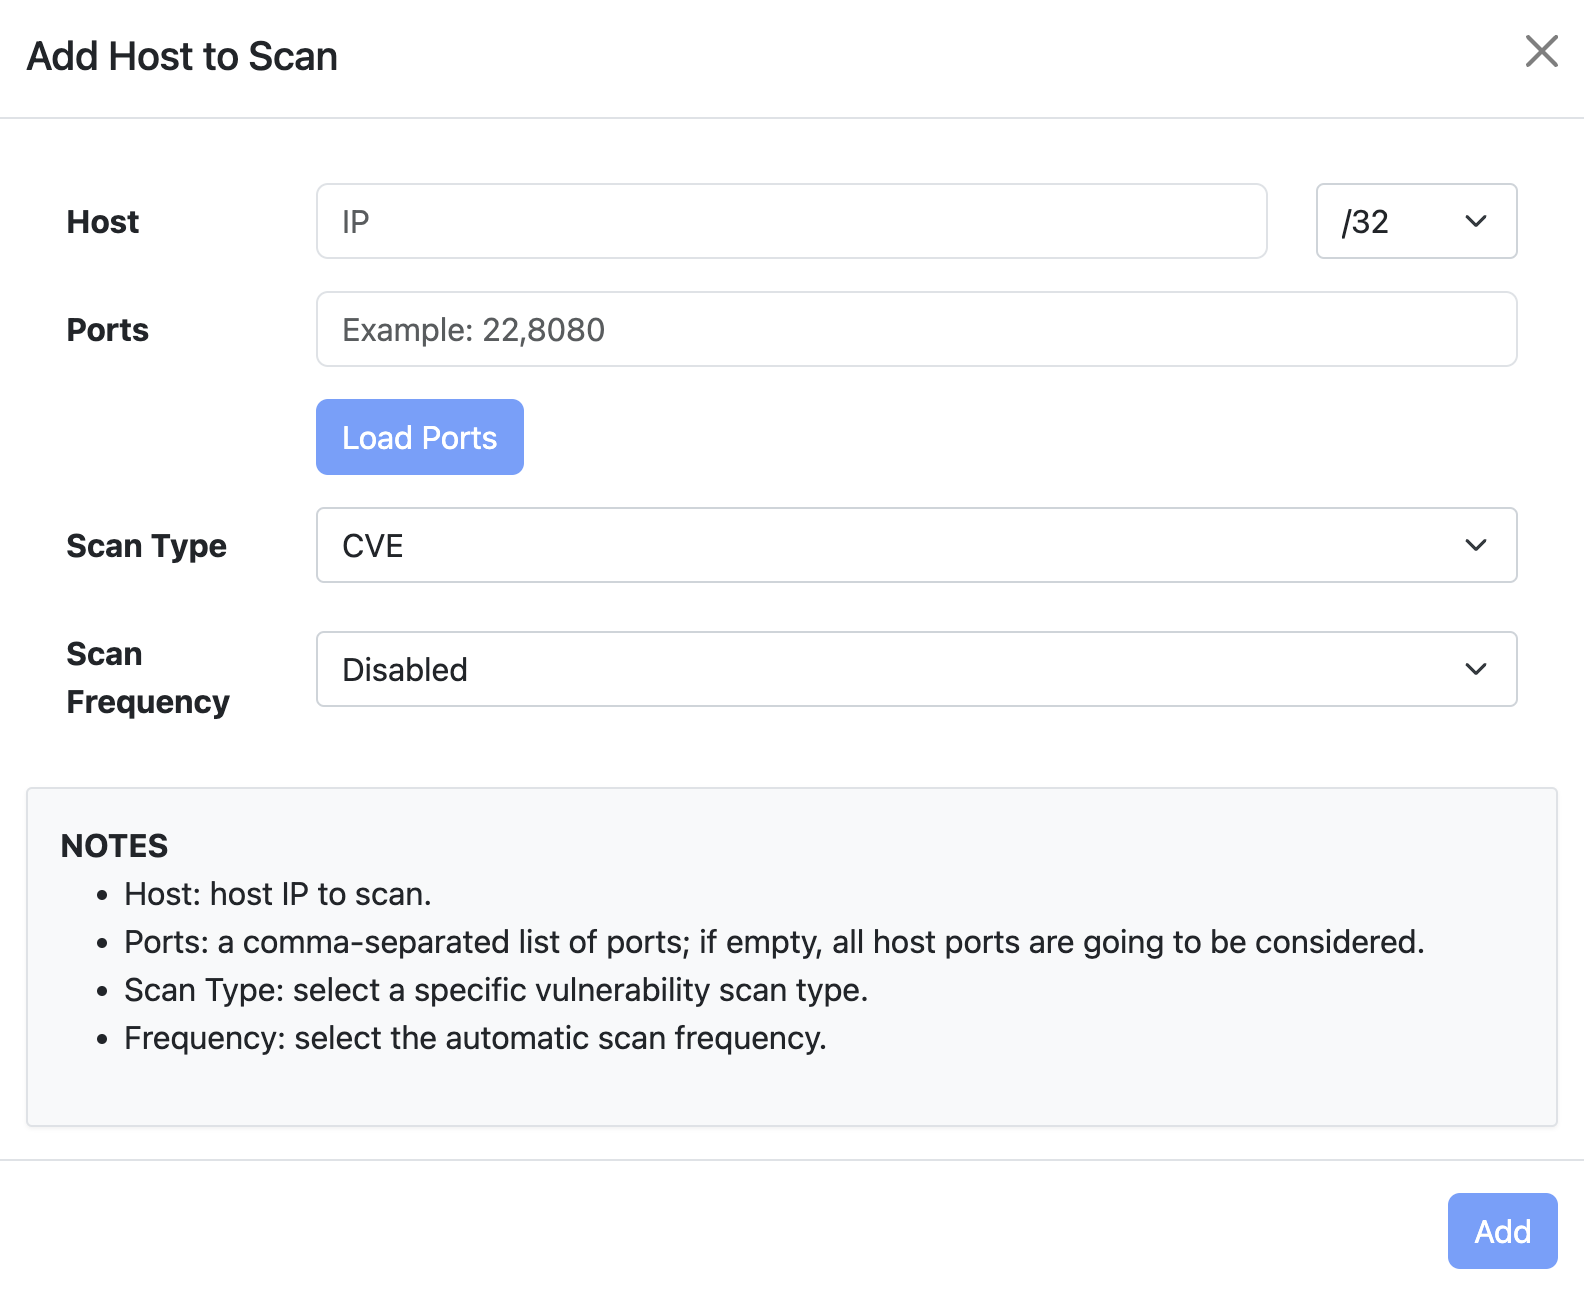 Add Host to Scan
Host
IP
/32
Ports
Example: 22,8080
Load Ports
Scan Type
CVE
Scan
Frequency
Disabled
NOTES
• Host: host IP to scan.
• Ports: a comma-separated list of ports; if empty, all host ports are going to be considered.
• Scan Type: select a specific vulnerability scan type.
• Frequency: select the automatic scan frequency.
Add